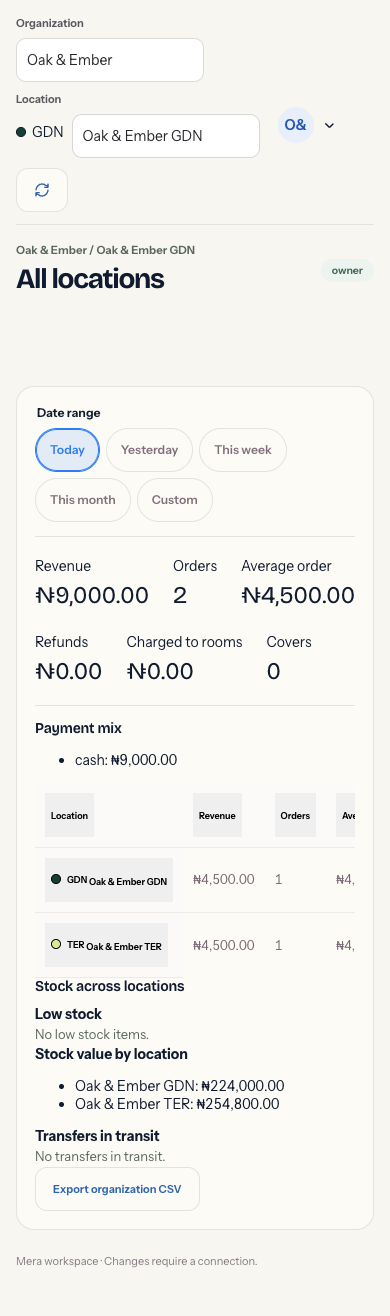 Organization
Oak & Ember
Location
GDN Oak & Ember GDN O&
Oak & Ember / Oak & Ember GDN
All locations
owner
Date range
Today Yesterday This week
This month Custom
Revenue Orders Average order
₦9,000.00 2 ₦4,500.00
Refunds Charged to rooms Covers
₦0.00 ₦0.00 0
Payment mix
• cash: ₦9,000.00
Location Revenue Orders Ave
GDN Oak & Ember GDN ₦4,500.00 1 ₦4,
TER Oak & Ember TER ₦4,500.00 1 ₦4,
Stock across locations
Low stock
No low stock items.
Stock value by location
• Oak & Ember GDN: ₦224,000.00
• Oak & Ember TER: ₦254,800.00
Transfers in transit
No transfers in transit.
Export organization CSV
Mera workspace · Changes require a connection.